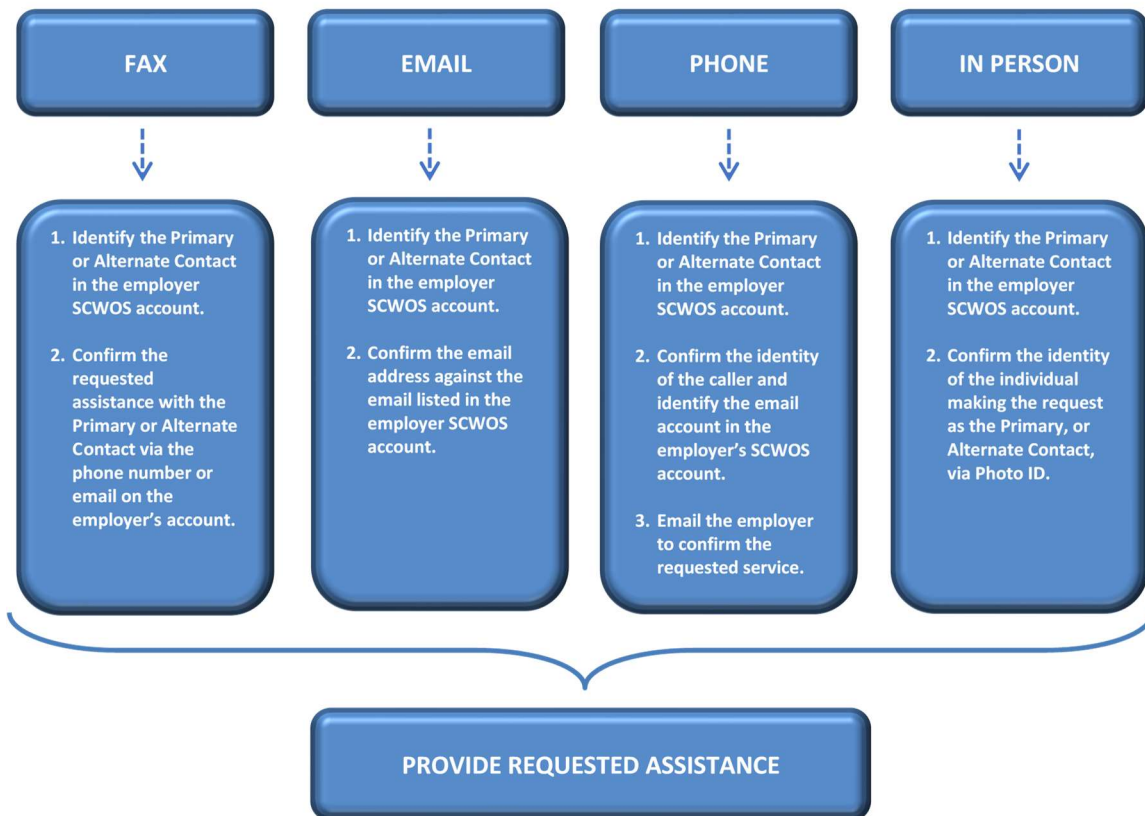 FAX
EMAIL
PHONE
IN PERSON
1. Identify the Primary
or Alternate Contact
in the employer
SCWOS account.
2. Confirm the
requested
assistance with the
Primary or Alternate
Contact via the
phone number or
email on the
employer’s account.
1. Identify the Primary
or Alternate Contact
in the employer
SCWOS account.
2. Confirm the email
address against the
email listed in the
employer SCWOS
account.
1. Identify the Primary
or Alternate Contact
in the employer
SCWOS account.
2. Confirm the identity
of the caller and
identify the email
account in the
employer’s SCWOS
account.
3. Email the employer
to confirm the
requested service.
1. Identify the Primary
or Alternate Contact
in the employer
SCWOS account.
2. Confirm the identity
of the individual
making the request
as the Primary, or
Alternate Contact,
via Photo ID.
PROVIDE REQUESTED ASSISTANCE